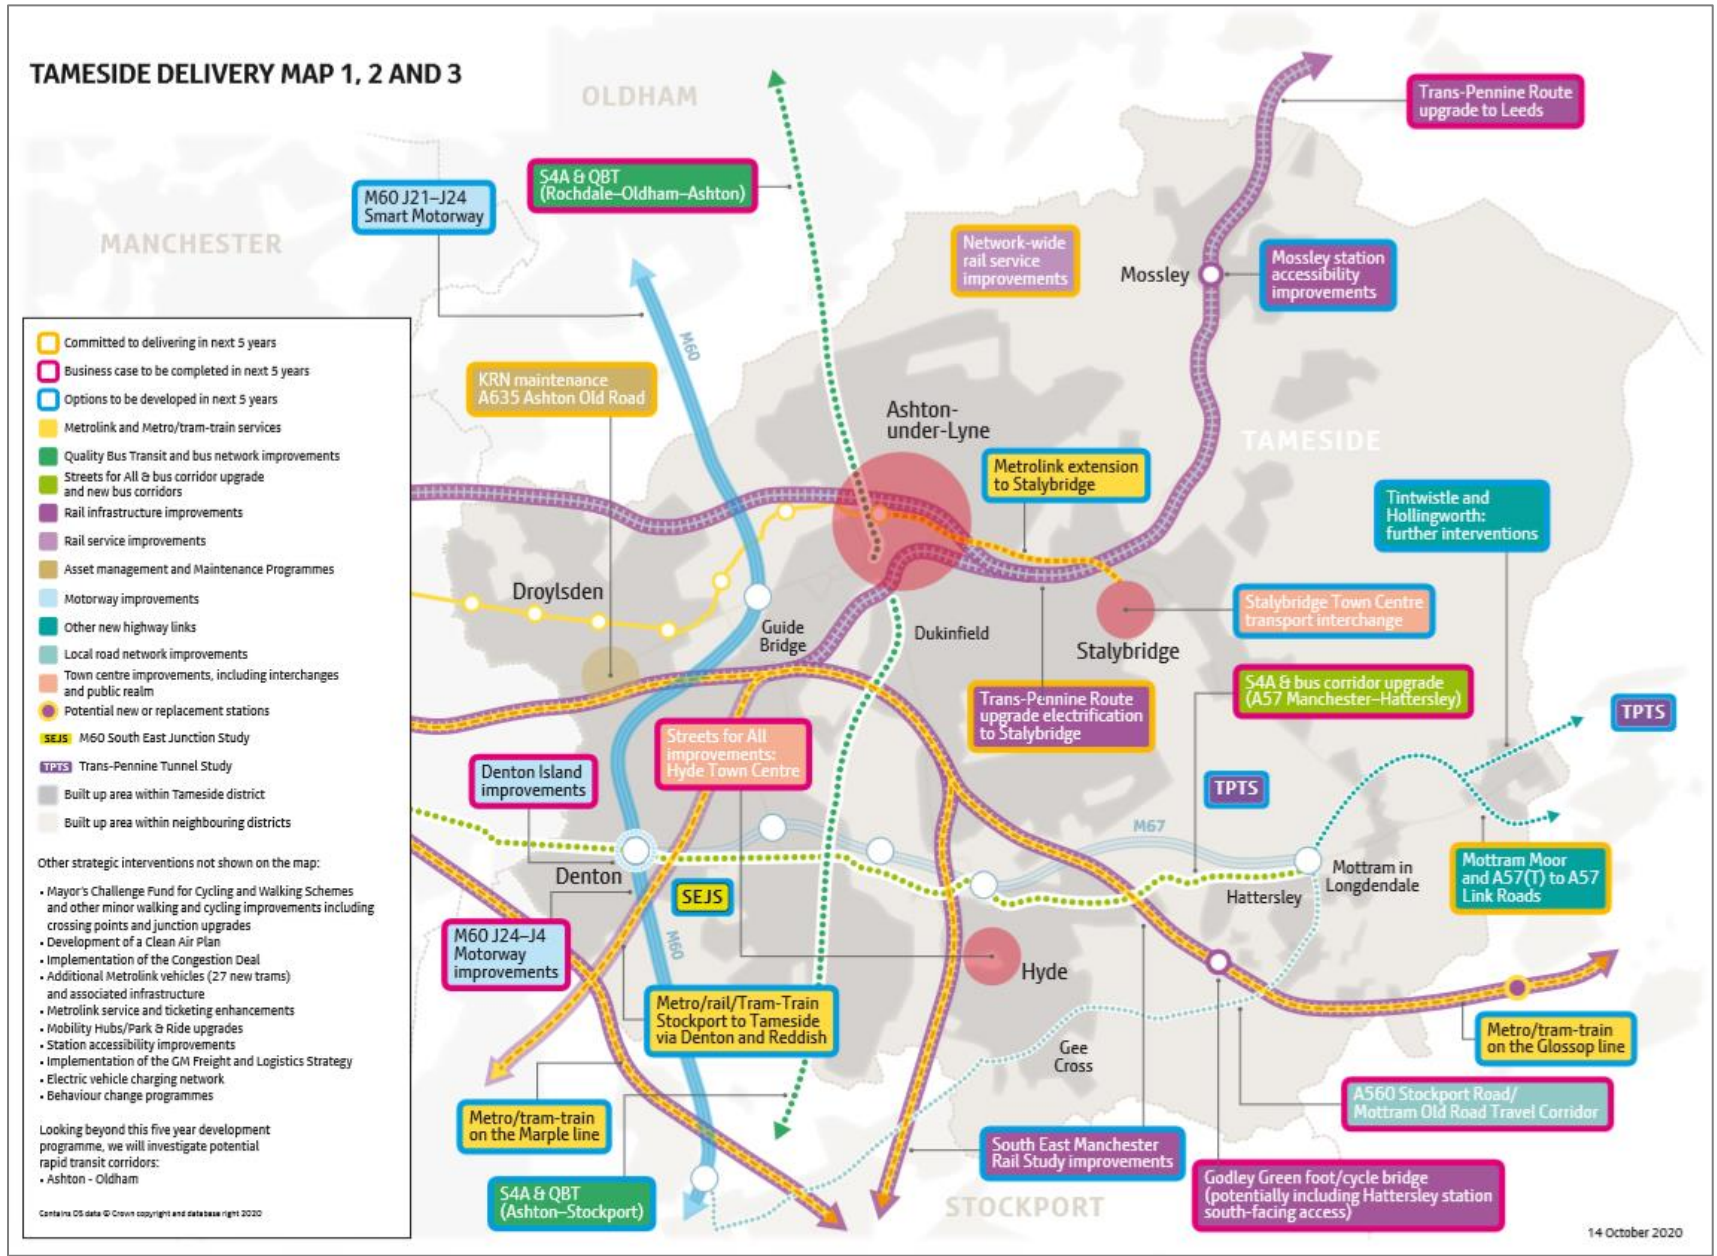 TAMESIDE DELIVERY MAP 1, 2 AND 3
OLDHAM
MANCHESTER
TAMESIDE
STOCKPORT
Trans-Pennine Route
upgrade to Leeds
S4A & QBT
(Rochdale–Oldham–Ashton)
M60 J21–J24
Smart Motorway
Network-wide
rail service
improvements
Mossley
Mossley station
accessibility
improvements
M60
KRN maintenance
A635 Ashton Old Road
Ashton-
under-Lyne
Metrolink extension
to Stalybridge
Tintwistle and
Hollingworth:
further interventions
Droylsden
Guide
Bridge
Dukinfield
Stalybridge Town Centre
transport interchange
Stalybridge
S4A & bus corridor upgrade
(A57 Manchester–Hattersley)
Trans-Pennine Route
upgrade electrification
to Stalybridge
TPTS
Streets for All
improvements:
Hyde Town Centre
Denton Island
improvements
TPTS
M67
Denton
SEJS
Hattersley
Mottram in
Longdendale
Mottram Moor
and A57(T) to A57
Link Roads
M60 J24–J4
Motorway
improvements
M60
Hyde
Metro/rail/Tram-Train
Stockport to Tameside
via Denton and Reddish
Gee
Cross
Metro/tram-train
on the Glossop line
A560 Stockport Road/
Mottram Old Road Travel Corridor
Metro/tram-train
on the Marple line
South East Manchester
Rail Study improvements
S4A & QBT
(Ashton–Stockport)
Godley Green foot/cycle bridge
(potentially including Hattersley station
south-facing access)
14 October 2020
Committed to delivering in next 5 years
Business case to be completed in next 5 years
Options to be developed in next 5 years
Metrolink and Metro/tram-train services
Quality Bus Transit and bus network improvements
Streets for All & bus corridor upgrade
and new bus corridors
Rail infrastructure improvements
Rail service improvements
Asset management and Maintenance Programmes
Motorway improvements
Other new highway links
Local road network improvements
Town centre improvements, including interchanges
and public realm
Potential new or replacement stations
SEJS M60 South East Junction Study
TPTS Trans-Pennine Tunnel Study
Built up area within Tameside district
Built up area within neighbouring districts
Other strategic interventions not shown on the map:
• Mayor's Challenge Fund for Cycling and Walking Schemes
and other minor walking and cycling improvements including
crossing points and junction upgrades
• Development of a Clean Air Plan
• Implementation of the Congestion Deal
• Additional Metrolink vehicles (27 new trams)
and associated infrastructure
• Metrolink service and ticketing enhancements
• Mobility Hubs/Park & Ride upgrades
• Station accessibility improvements
• Implementation of the GM Freight and Logistics Strategy
• Electric vehicle charging network
• Behaviour change programmes
Looking beyond this five year development
programme, we will investigate potential
rapid transit corridors:
• Ashton - Oldham
Contains OS data © Crown copyright and database right 2020